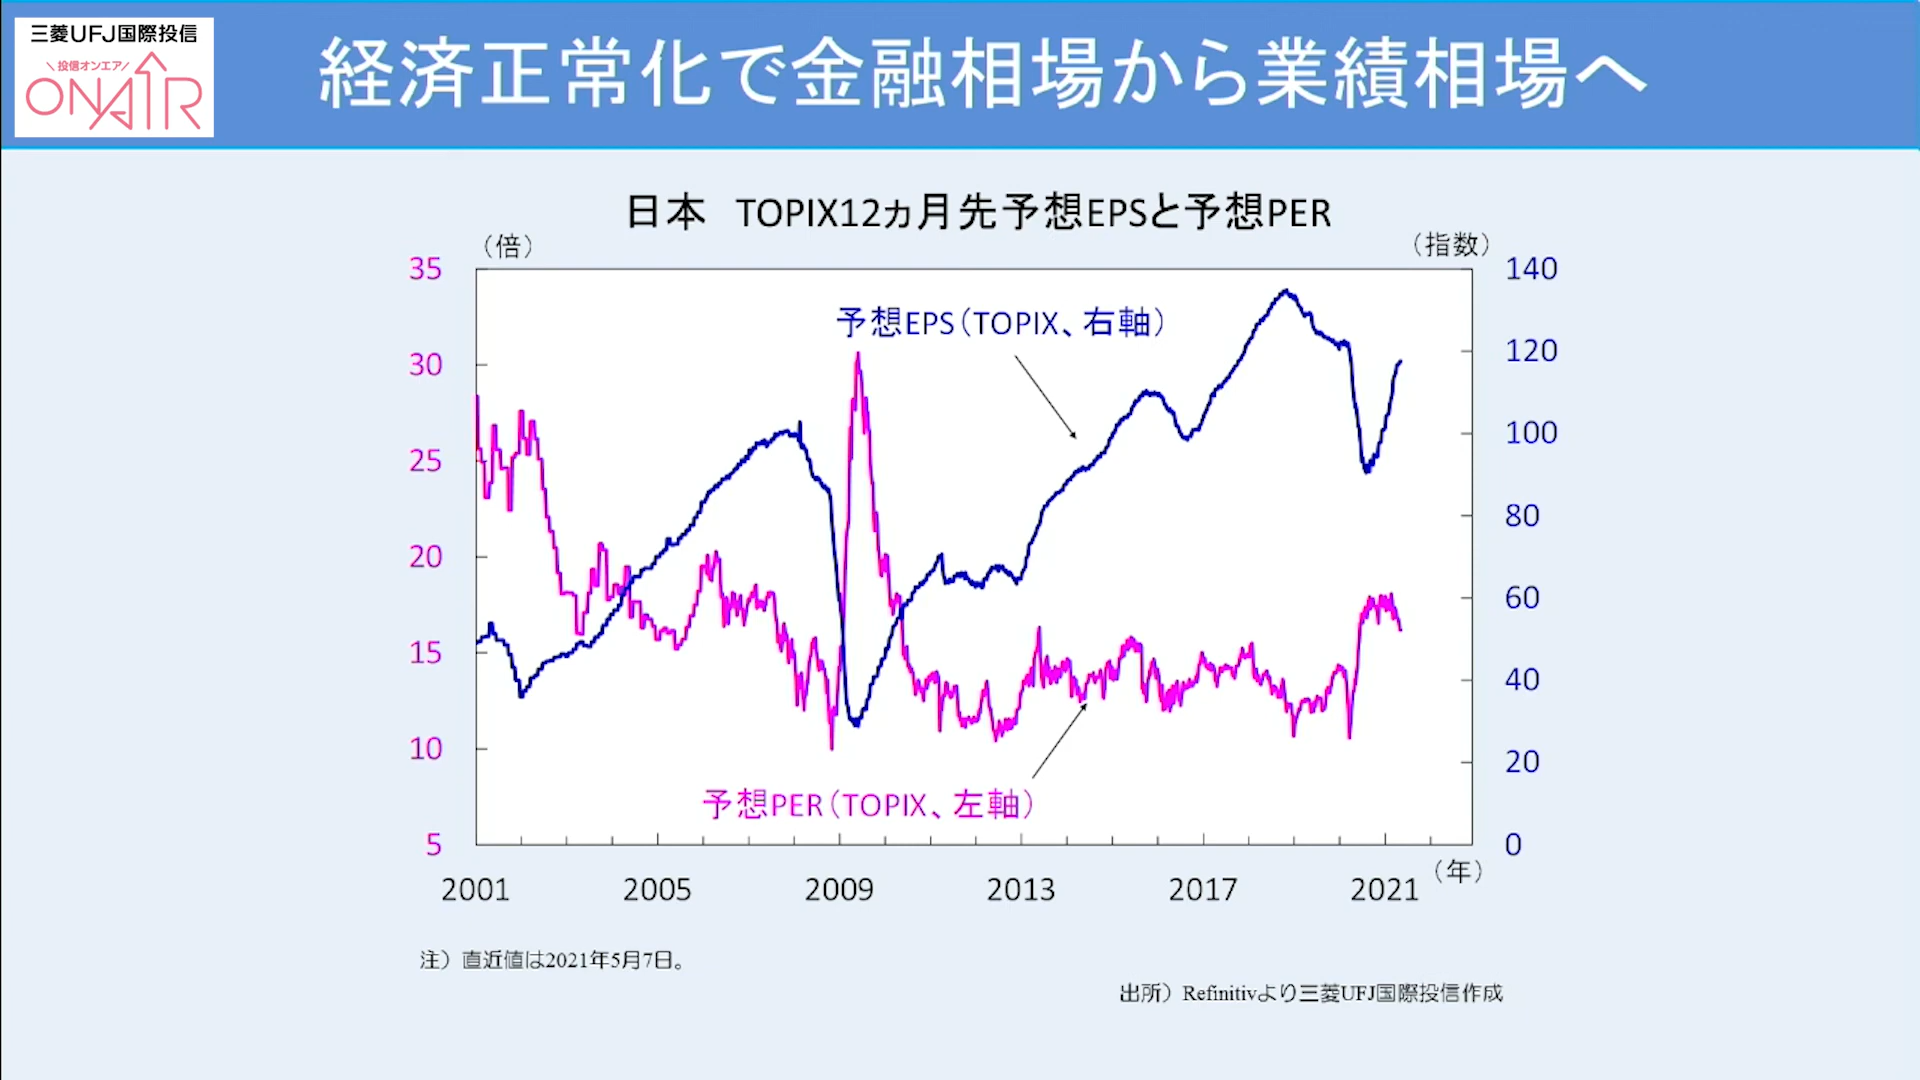 三菱UFJ国際投信
＼投信オンエア／
ONAIR
経済正常化で金融相場から業績相場へ
日本　TOPIX12ヵ月先予想EPSと予想PER
（倍）
（指数）
35
30
25
20
15
10
5
140
120
100
80
60
40
20
0
予想EPS（TOPIX、右軸）
予想PER（TOPIX、左軸）
（年）
2001 2005 2009 2013 2017 2021
注）直近値は2021年5月7日。
出所）Refinitivより三菱UFJ国際投信作成